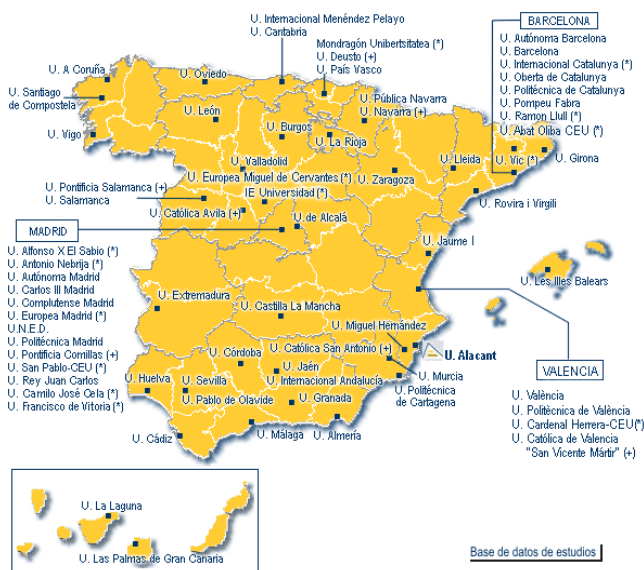 U. Internacional Menéndez Pelayo
U. Cantabria
Mondragón Unibertsitatea (*)
U. Deusto (+)
U. País Vasco
BARCELONA
U. Autónoma Barcelona
U. Barcelona
U. Internacional Catalunya (*)
U. Oberta de Catalunya
U. Politécnica de Catalunya
U. Pompeu Fabra
U. Ramon Llull (*)
U. Abat Oliba CEU (*)
U. Vic (*)
U. Girona
U. A Coruña
U. Oviedo
U. Santiago
de Compostela
U. León
U. Pública Navarra
U. Navarra (+)
U. Vigo
U. Burgos
U. La Rioja
U. Valladolid
U. Lleida
U. Europea Miguel de Cervantes (*)
U. Zaragoza
U. Pontificia Salamanca (+)
U. Salamanca
IE Universidad (*)
U. Rovira i Virgili
U. Católica Avila (+)
U. de Alcalá
MADRID
U. Alffonso X El Sabio (*)
U. Antonio Nebrija (*)
U. Autónoma Madrid
U. Carlos III Madrid
U. Complutense Madrid
U. Europea Madrid (*)
U.N.E.D.
U. Politécnica Madrid
U. Pontificia Comillas (+)
U. San Pablo-CEU (*)
U. Rey Juan Carlos
U. Camilo José Cela (*)
U. Francisco de Vitoria (*)
U. Jaume I
U. Les Illes Balears
U. Extremadura
U. Castilla La Mancha
U. Miguel Hernández
U. Alacant
U. Córdoba
U. Católica San Antonio (+)
U. Murcia
U. Jaén
U. Internacional Andalucía
U. Politécnica
de Cartagena
U. Huelva
U. Sevilla
U. Pablo de Olavide
U. Granada
U. Cádiz
U. Málaga
U. Almería
VALENCIA
U. València
U. Politècnica de València
U. Cardenal Herrera-CEU(*)
U. Católica de Valencia
"San Vicente Mártir" (+)
U. La Laguna
U. Las Palmas de Gran Canaria
Base de datos de estudios